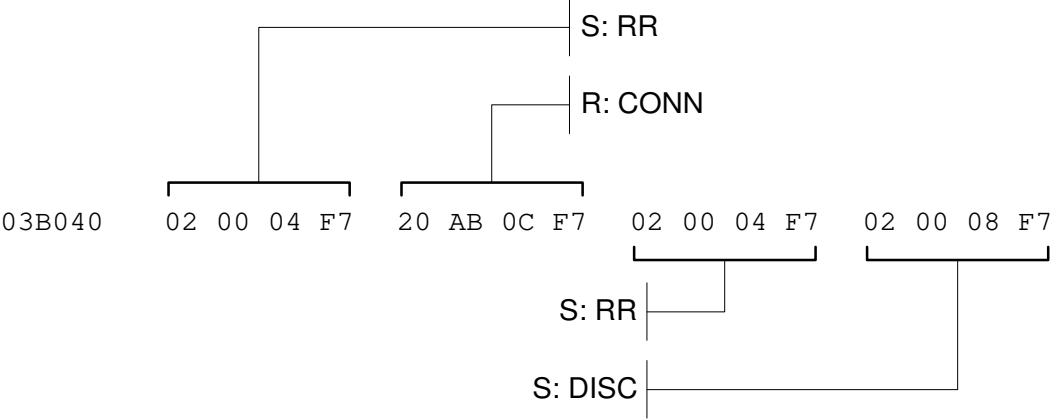 S: RR
R: CONN
03B040 02 00 04 F7 20 AB 0C F7 02 00 04 F7 02 00 08 F7
S: RR
S: DISC